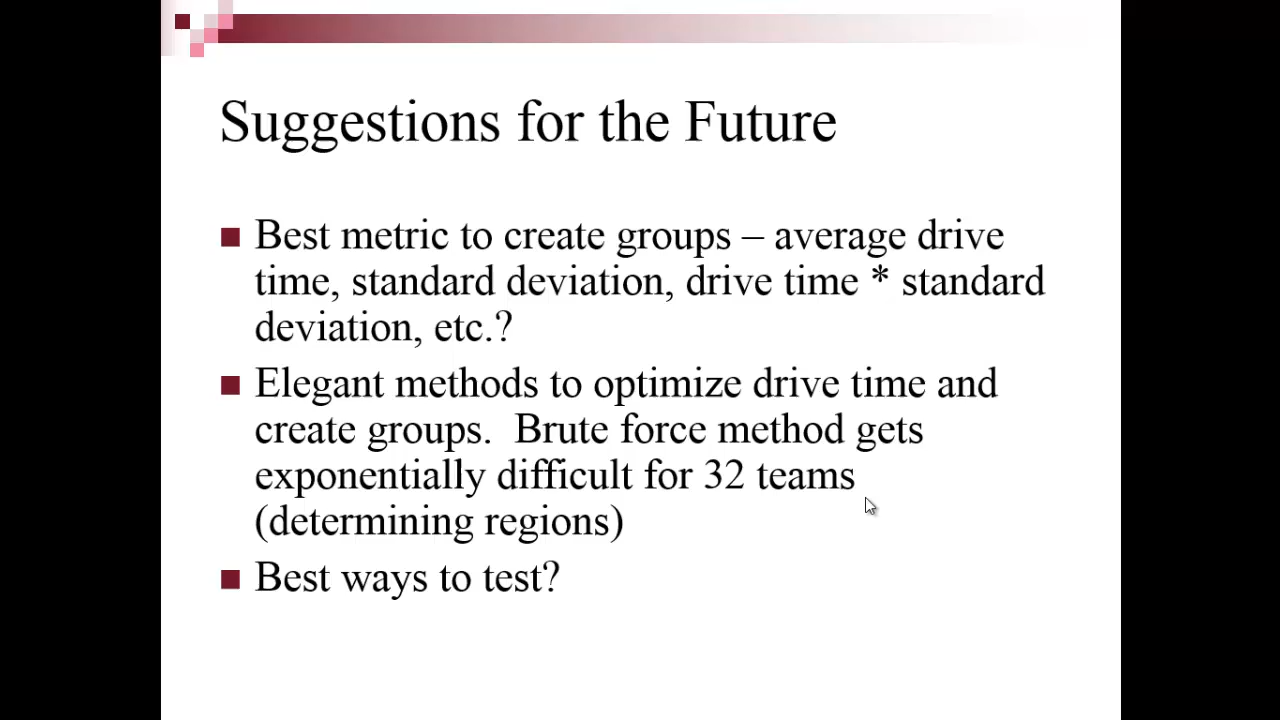 Suggestions for the Future
Best metric to create groups – average drive
time, standard deviation, drive time * standard
deviation, etc.?
Elegant methods to optimize drive time and
create groups.  Brute force method gets
exponentially difficult for 32 teams
(determining regions)
Best ways to test?